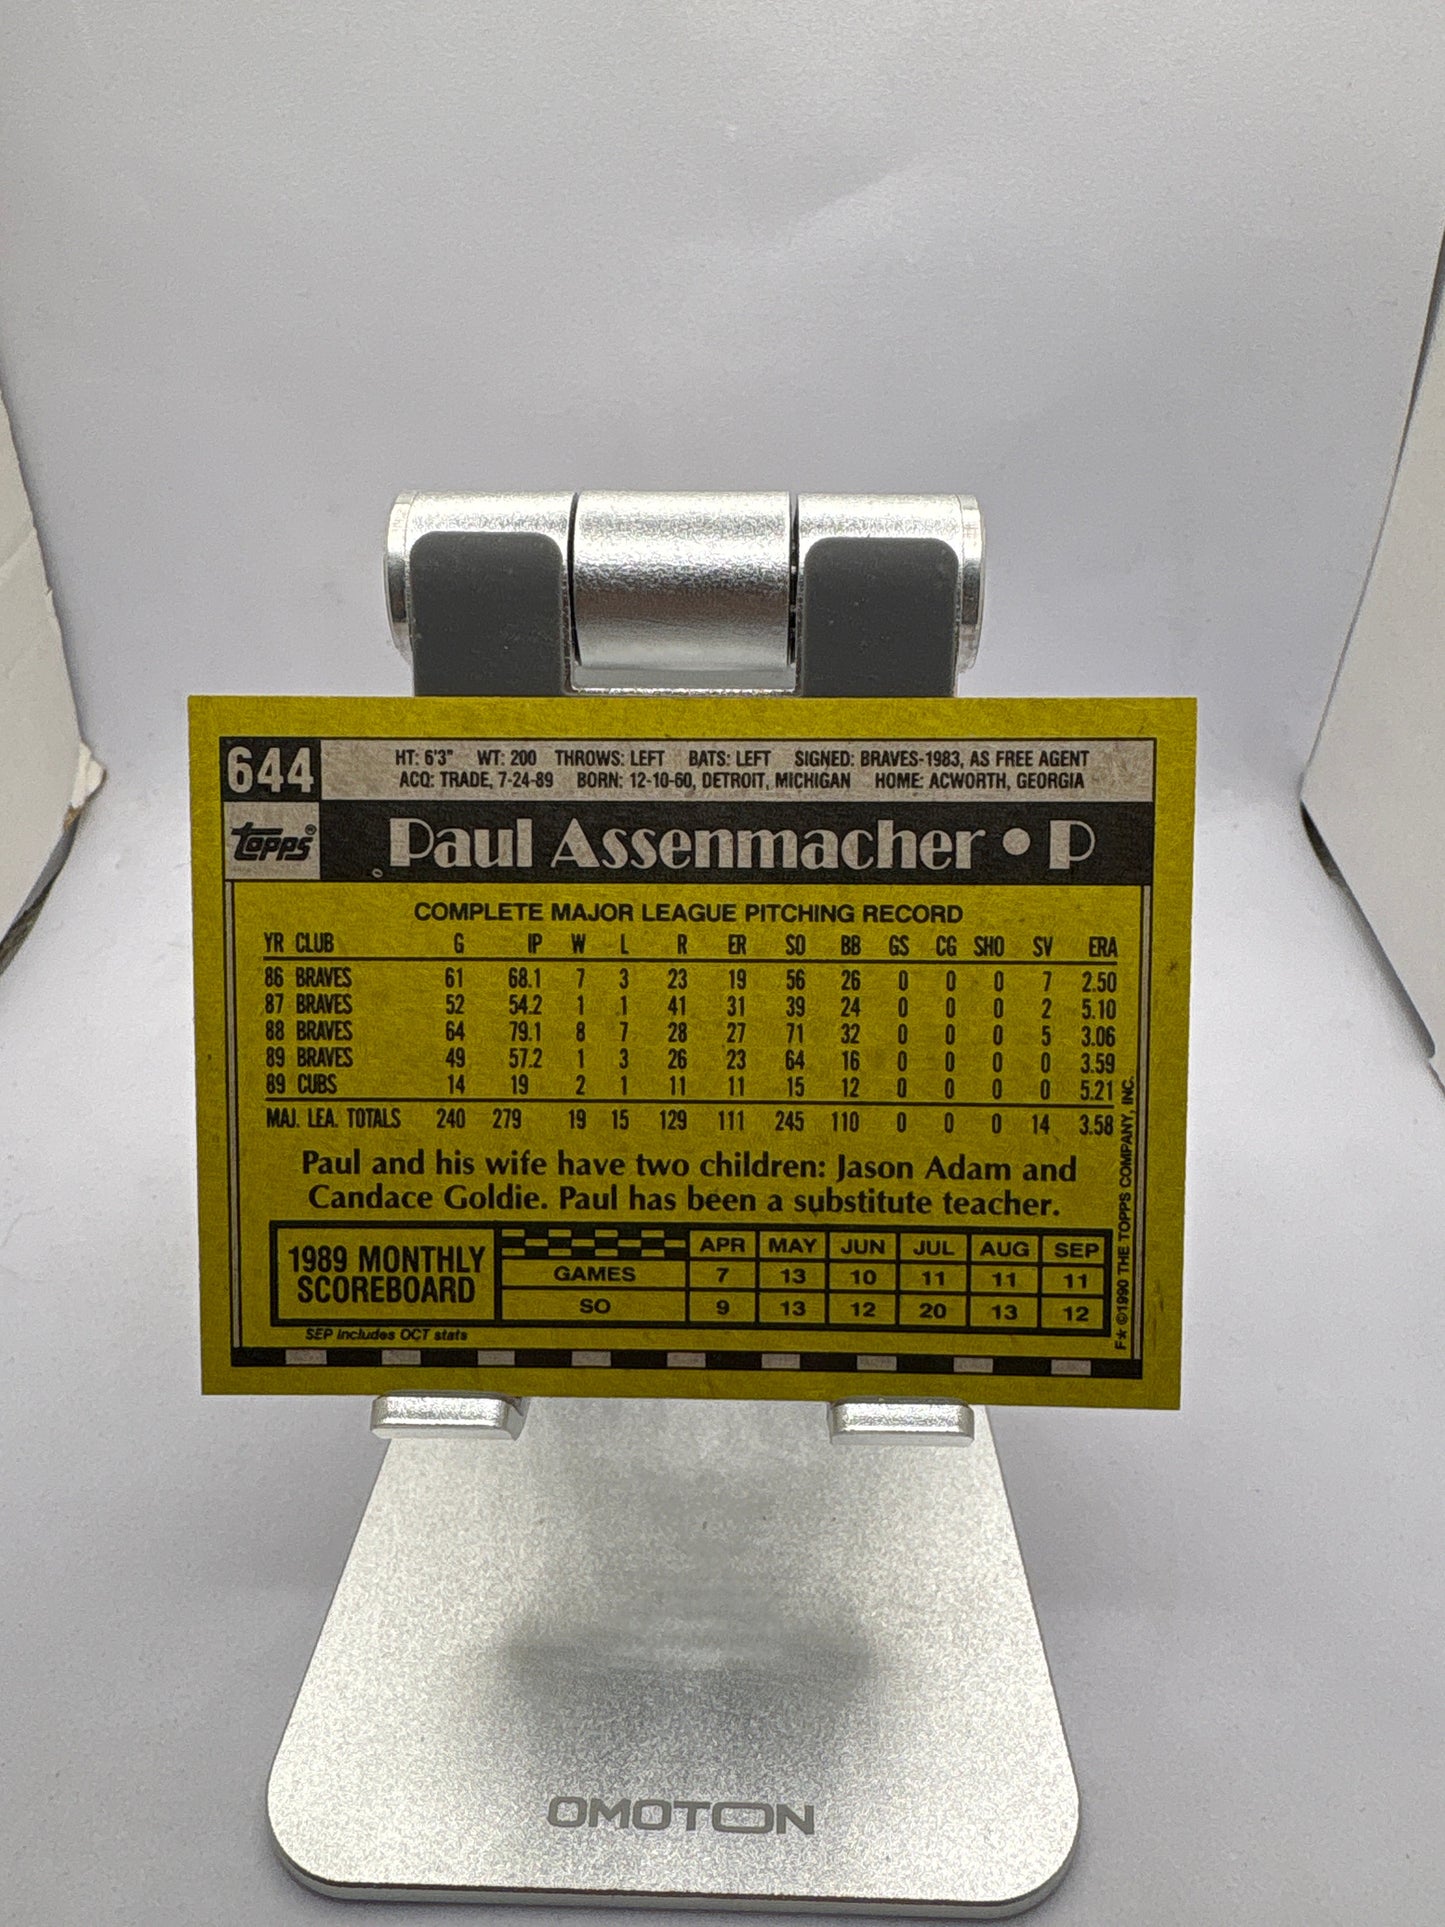 644
HT: 6'3" WT: 200 THROWS: LEFT BATS: LEFT SIGNED: BRAVES-1983, AS FREE AGENT
ACQ: TRADE, 7-24-89 BORN: 12-10-60, DETROIT, MICHIGAN HOME: ACWORTH, GEORGIA
topps®
Paul Assenmacher • P
COMPLETE MAJOR LEAGUE PITCHING RECORD
YR CLUB G IP W L R ER SO BB GS CG SHO SV ERA
86 BRAVES 61 68.1 7 3 23 19 56 26 0 0 0 7 2.50
87 BRAVES 52 54.2 1 1 41 31 39 24 0 0 0 2 5.10
88 BRAVES 64 79.1 8 7 28 27 71 32 0 0 0 5 3.06
89 BRAVES 49 57.2 1 3 26 23 64 16 0 0 0 0 3.59
89 CUBS 14 19 2 1 11 11 15 12 0 0 0 0 5.21
MAJ. LEA. TOTALS 240 279 19 15 129 111 245 110 0 0 0 14 3.58
Paul and his wife have two children: Jason Adam and
Candace Goldie. Paul has been a substitute teacher.
1989 MONTHLY
SCOREBOARD
APR MAY JUN JUL AUG SEP
GAMES 7 13 10 11 11 11
SO 9 13 12 20 13 12
SEP includes OCT stats
F★ ©1990 THE TOPPS COMPANY, INC.
OMOTON